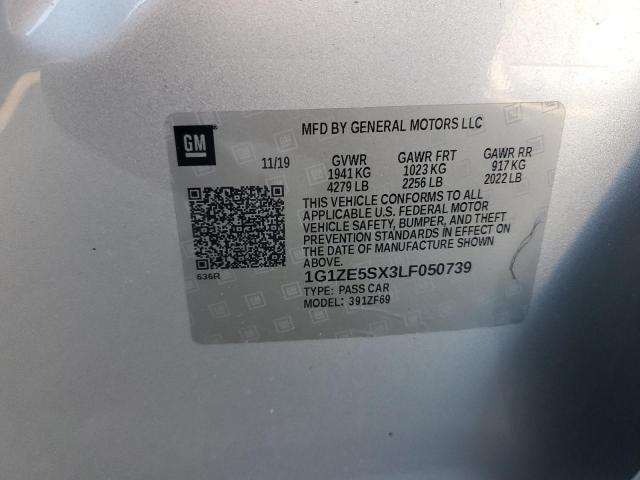 GM
MFD BY GENERAL MOTORS LLC
11/19 GVWR GAWR FRT GAWR RR
1941 KG 1023 KG 917 KG
4279 LB 2256 LB 2022 LB
THIS VEHICLE CONFORMS TO ALL
APPLICABLE U.S. FEDERAL MOTOR
VEHICLE SAFETY, BUMPER, AND THEFT
PREVENTION STANDARDS IN EFFECT ON
THE DATE OF MANUFACTURE SHOWN
ABOVE.
636R
1G1ZE5SX3LF050739
TYPE: PASS CAR
MODEL: 391ZF69